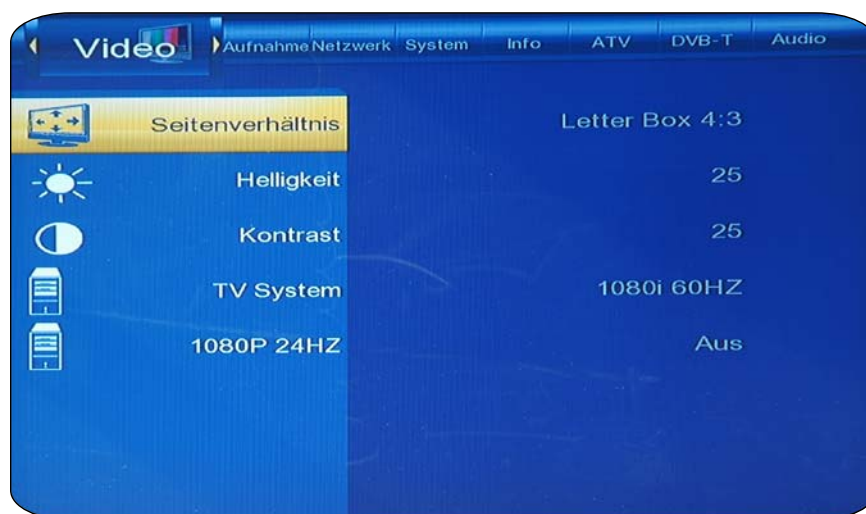 Video Aufnahme Netzwerk System Info ATV DVB-T Audio
Seitenverhältnis Letter Box 4:3
Helligkeit 25
Kontrast 25
TV System 1080i 60HZ
1080P 24HZ Aus